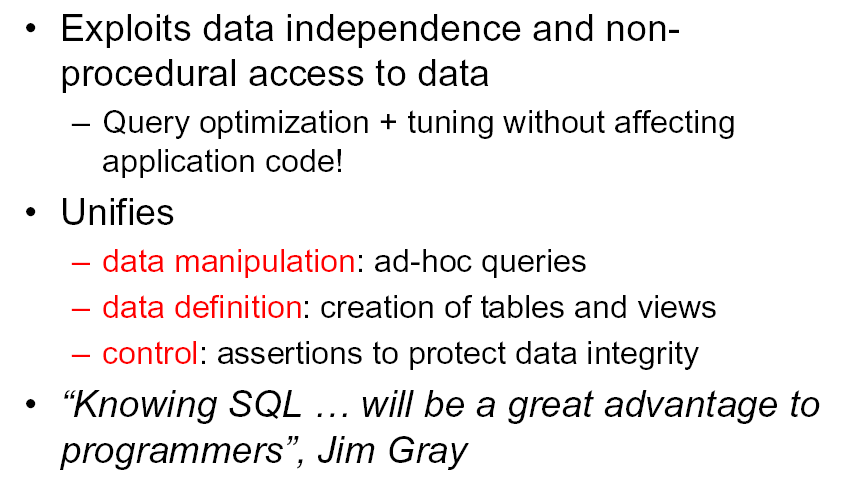 • Exploits data independence and non-
procedural access to data
– Query optimization + tuning without affecting
application code!
• Unifies
– data manipulation: ad-hoc queries
– data definition: creation of tables and views
– control: assertions to protect data integrity
• “Knowing SQL … will be a great advantage to
programmers”, Jim Gray